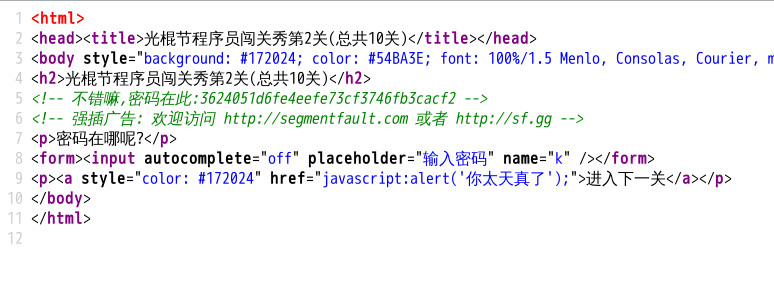 1 <html>
2 <head><title>光棍节程序员闯关秀第2关(总共10关)</title></head>
3 <body style="background: #172024; color: #54BA3E; font: 100%/1.5 Menlo, Consolas, Courier, m
4 <h2>光棍节程序员闯关秀第2关(总共10关)</h2>
5 <!-- 不错嘛,密码在此:3624051d6fe4eefe73cf3746fb3cacf2 -->
6 <!-- 强插广告: 欢迎访问 http://segmentfault.com 或者 http://sf.gg -->
7 <p>密码在哪呢?</p>
8 <form><input autocomplete="off" placeholder="输入密码" name="k" /></form>
9 <p><a style="color: #172024" href="javascript:alert('你太天真了');">进入下一关</a></p>
10 </body>
11 </html>
12